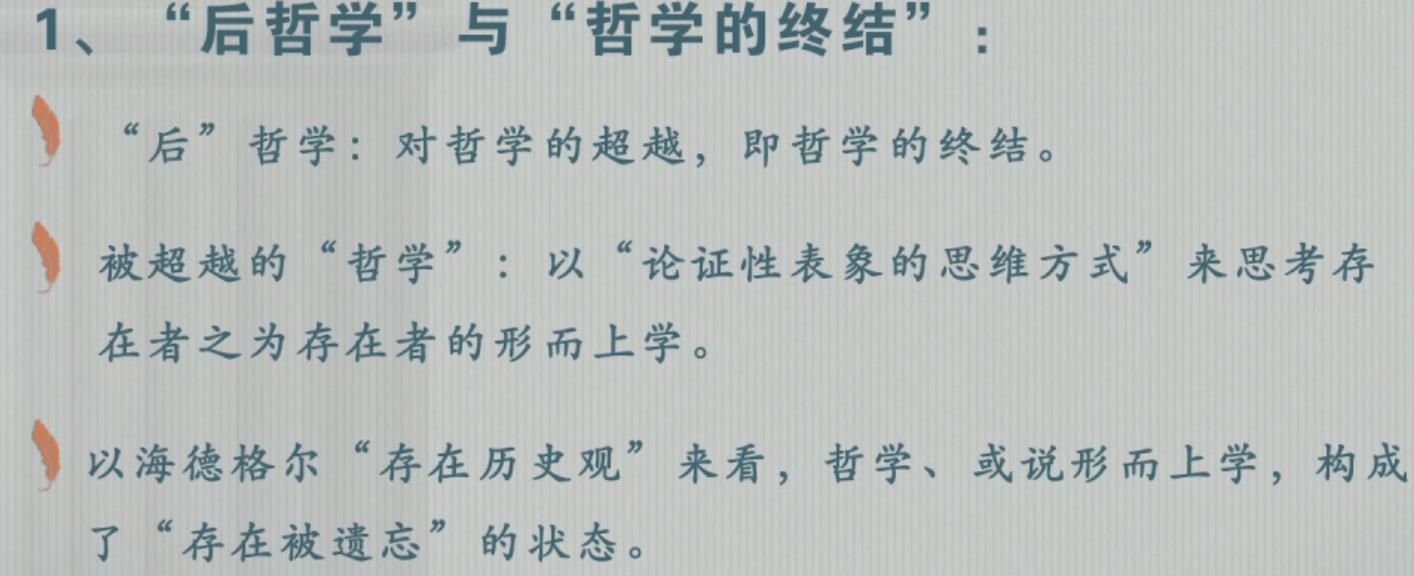 1、“后哲学”与“哲学的终结”：
“后”哲学：对哲学的超越，即哲学的终结。
被超越的“哲学”：以“论证性表象的思维方式”来思考存
在者之为存在者的形而上学。
以海德格尔“存在历史观”来看，哲学、或说形而上学，构成
了“存在被遗忘”的状态。